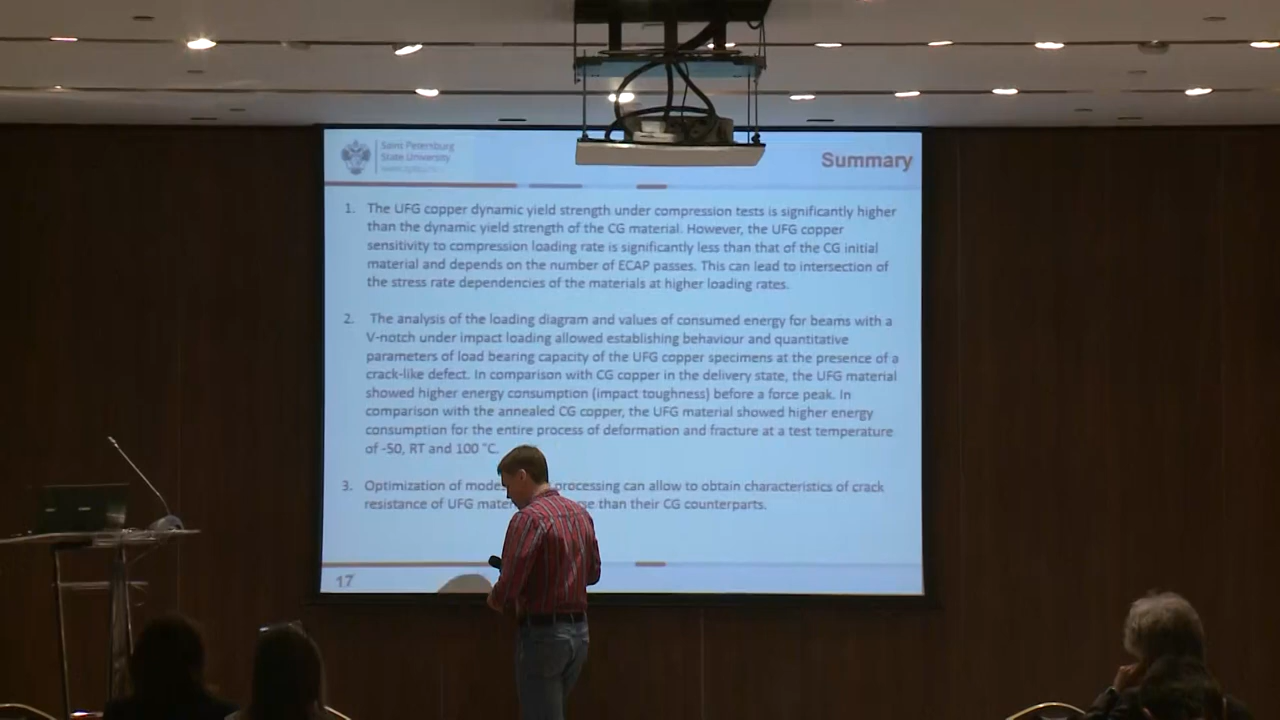 Saint Petersburg
State University
Summary
1. The UFG copper dynamic yield strength under compression tests is significantly higher
than the dynamic yield strength of the CG material. However, the UFG copper
sensitivity to compression loading rate is significantly less than that of the CG initial
material and depends on the number of ECAP passes. This can lead to intersection of
the stress rate dependencies of the materials at higher loading rates.
2. The analysis of the loading diagram and values of consumed energy for beams with a
V-notch under impact loading allowed establishing behaviour and quantitative
parameters of load bearing capacity of the UFG copper specimens at the presence of a
crack-like defect. In comparison with CG copper in the delivery state, the UFG material
showed higher energy consumption (impact toughness) before a force peak. In
comparison with the annealed CG copper, the UFG material showed higher energy
consumption for the entire process of deformation and fracture at a test temperature
of -50, RT and 100 °C.
3. Optimization of processing can allow to obtain characteristics of crack
resistance of UFG than their CG counterparts.
17